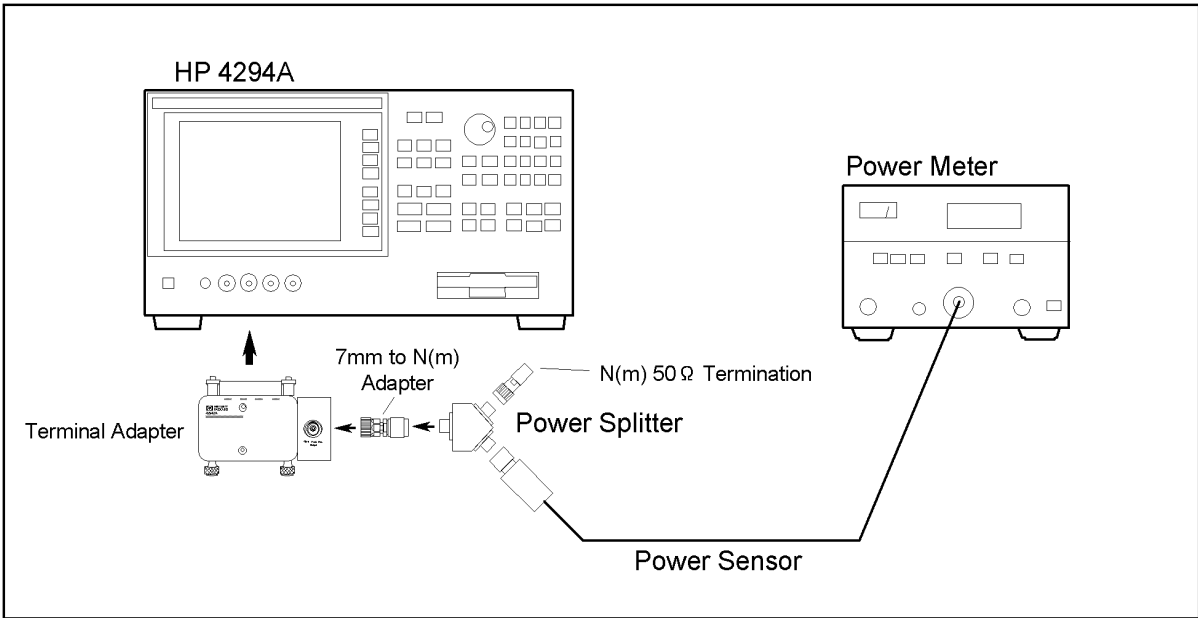 HP 4294A
Power Meter
7mm to N(m)
Adapter
N(m) 50 Ω Termination
Power Splitter
Terminal Adapter
Power Sensor